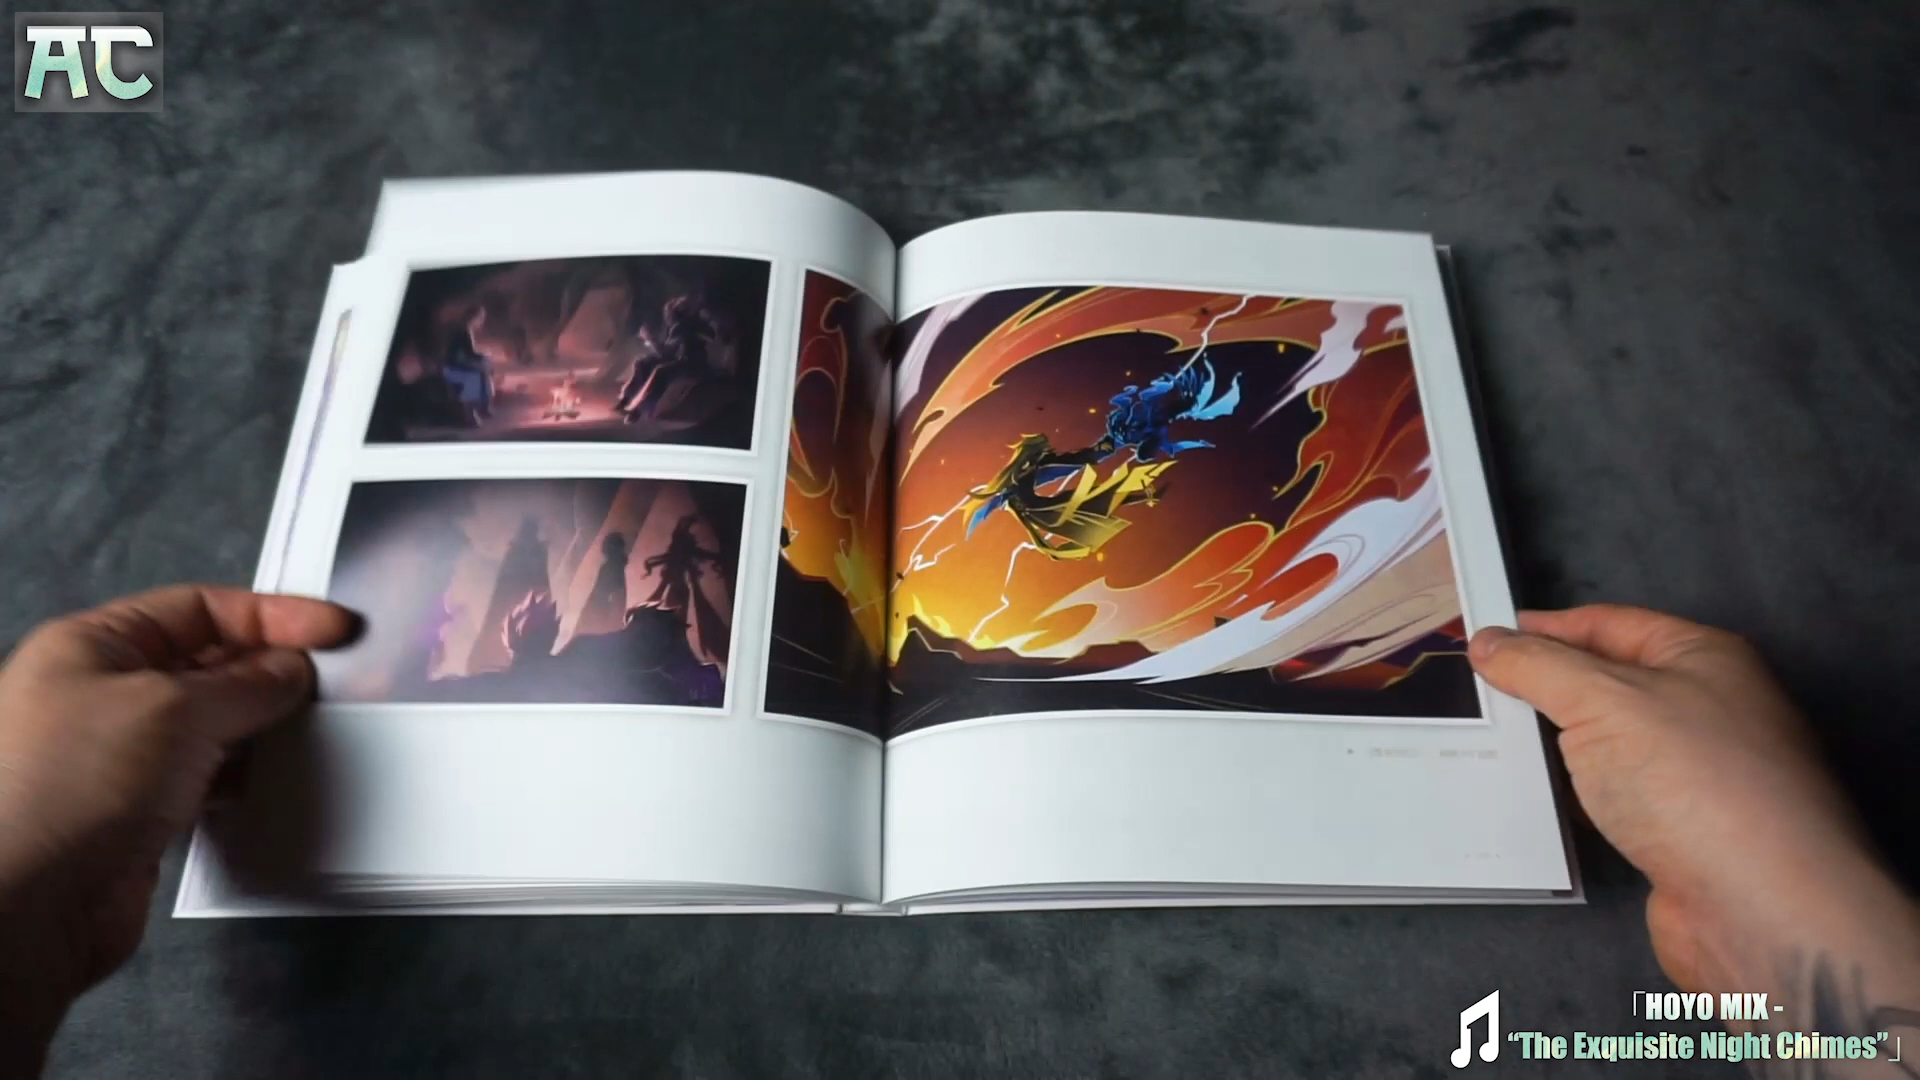 AC
「HOYO MIX -
“The Exquisite Night Chimes”」